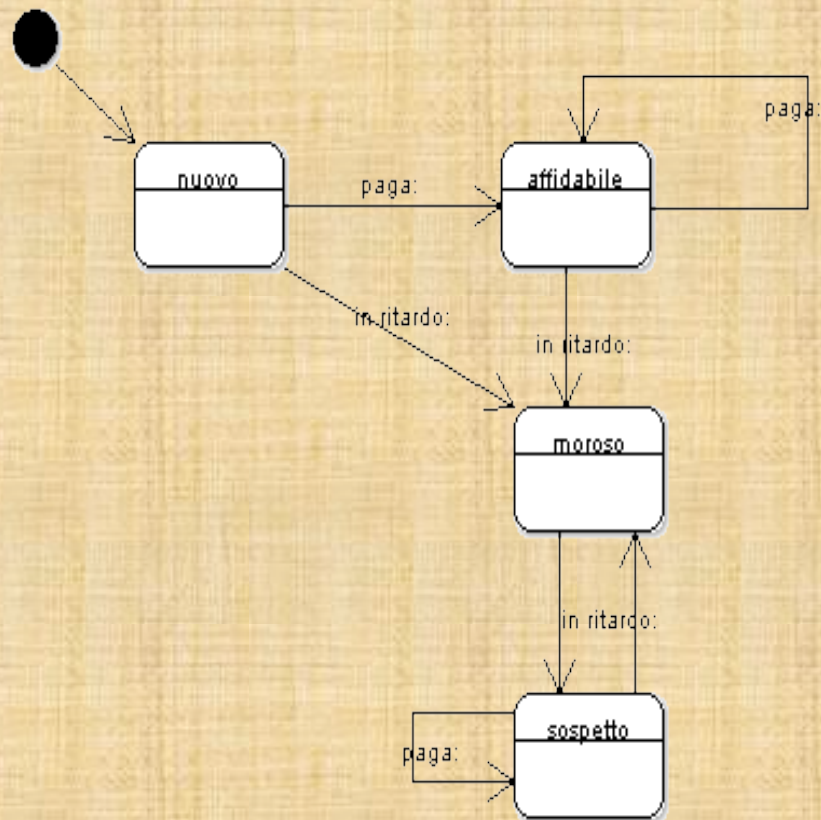 paga:
nuovo
paga:
affidabile
in ritardo:
in ritardo:
moroso
in ritardo:
sospetto
paga: